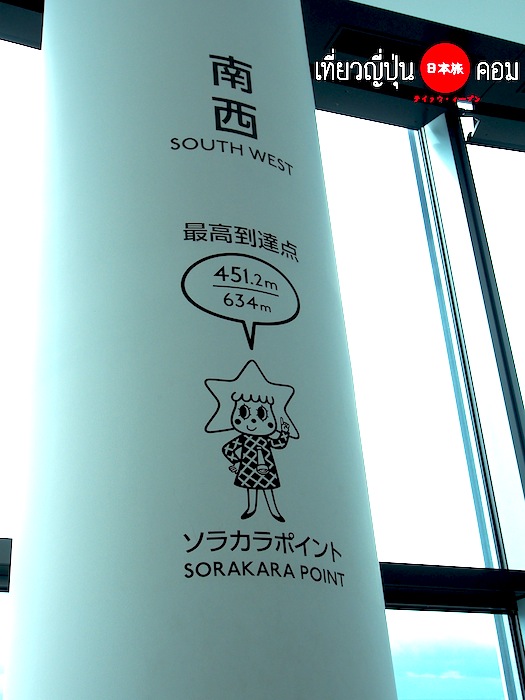 เที่ยวญี่ปุ่น 日本旅 คอม
南
西
SOUTH WEST
最高到達点
451.2m
634m
ソラカラポイント
SORAKARA POINT